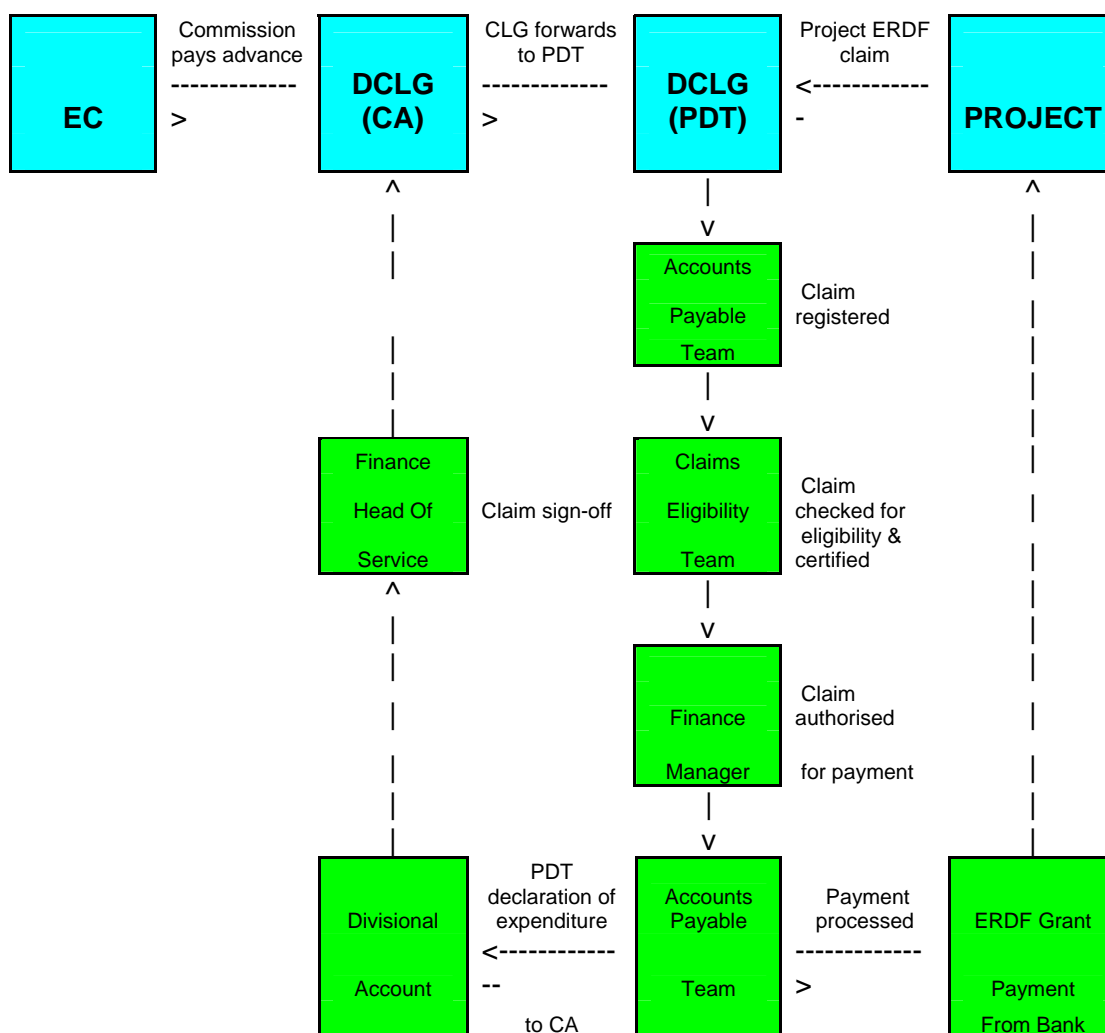 Commission
pays advance
CLG forwards
to PDT
Project ERDF
claim
EC
------------->
DCLG
(CA)
------------->
DCLG
(PDT)
<-------------
PROJECT
Accounts
Payable
Team
Claim
registered
Finance
Head Of
Service
Claim sign-off
Claims
Eligibility
Team
Claim
checked for
eligibility &
certified
Finance
Manager
Claim
authorised
for payment
Divisional
Account
PDT
declaration of
expenditure
<--------------
to CA
Accounts
Payable
Team
Payment
processed
------------->
ERDF Grant
Payment
From Bank